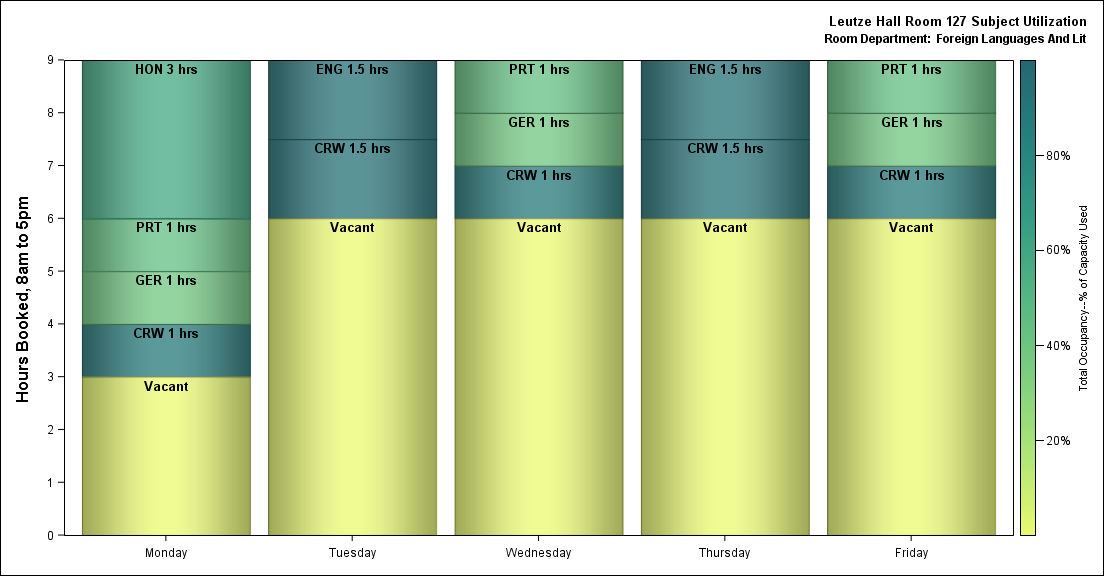 Leutze Hall Room 127 Subject Utilization
Room Department: Foreign Languages And Lit
Hours Booked, 8am to 5pm
9
8
7
6
5
4
3
2
1
0
HON 3 hrs
PRT 1 hrs
GER 1 hrs
CRW 1 hrs
Vacant
ENG 1.5 hrs
CRW 1.5 hrs
Vacant
PRT 1 hrs
GER 1 hrs
CRW 1 hrs
Vacant
ENG 1.5 hrs
CRW 1.5 hrs
Vacant
PRT 1 hrs
GER 1 hrs
CRW 1 hrs
Vacant
Monday
Tuesday
Wednesday
Thursday
Friday
80%
60%
40%
20%
Total Occupancy--% of Capacity Used